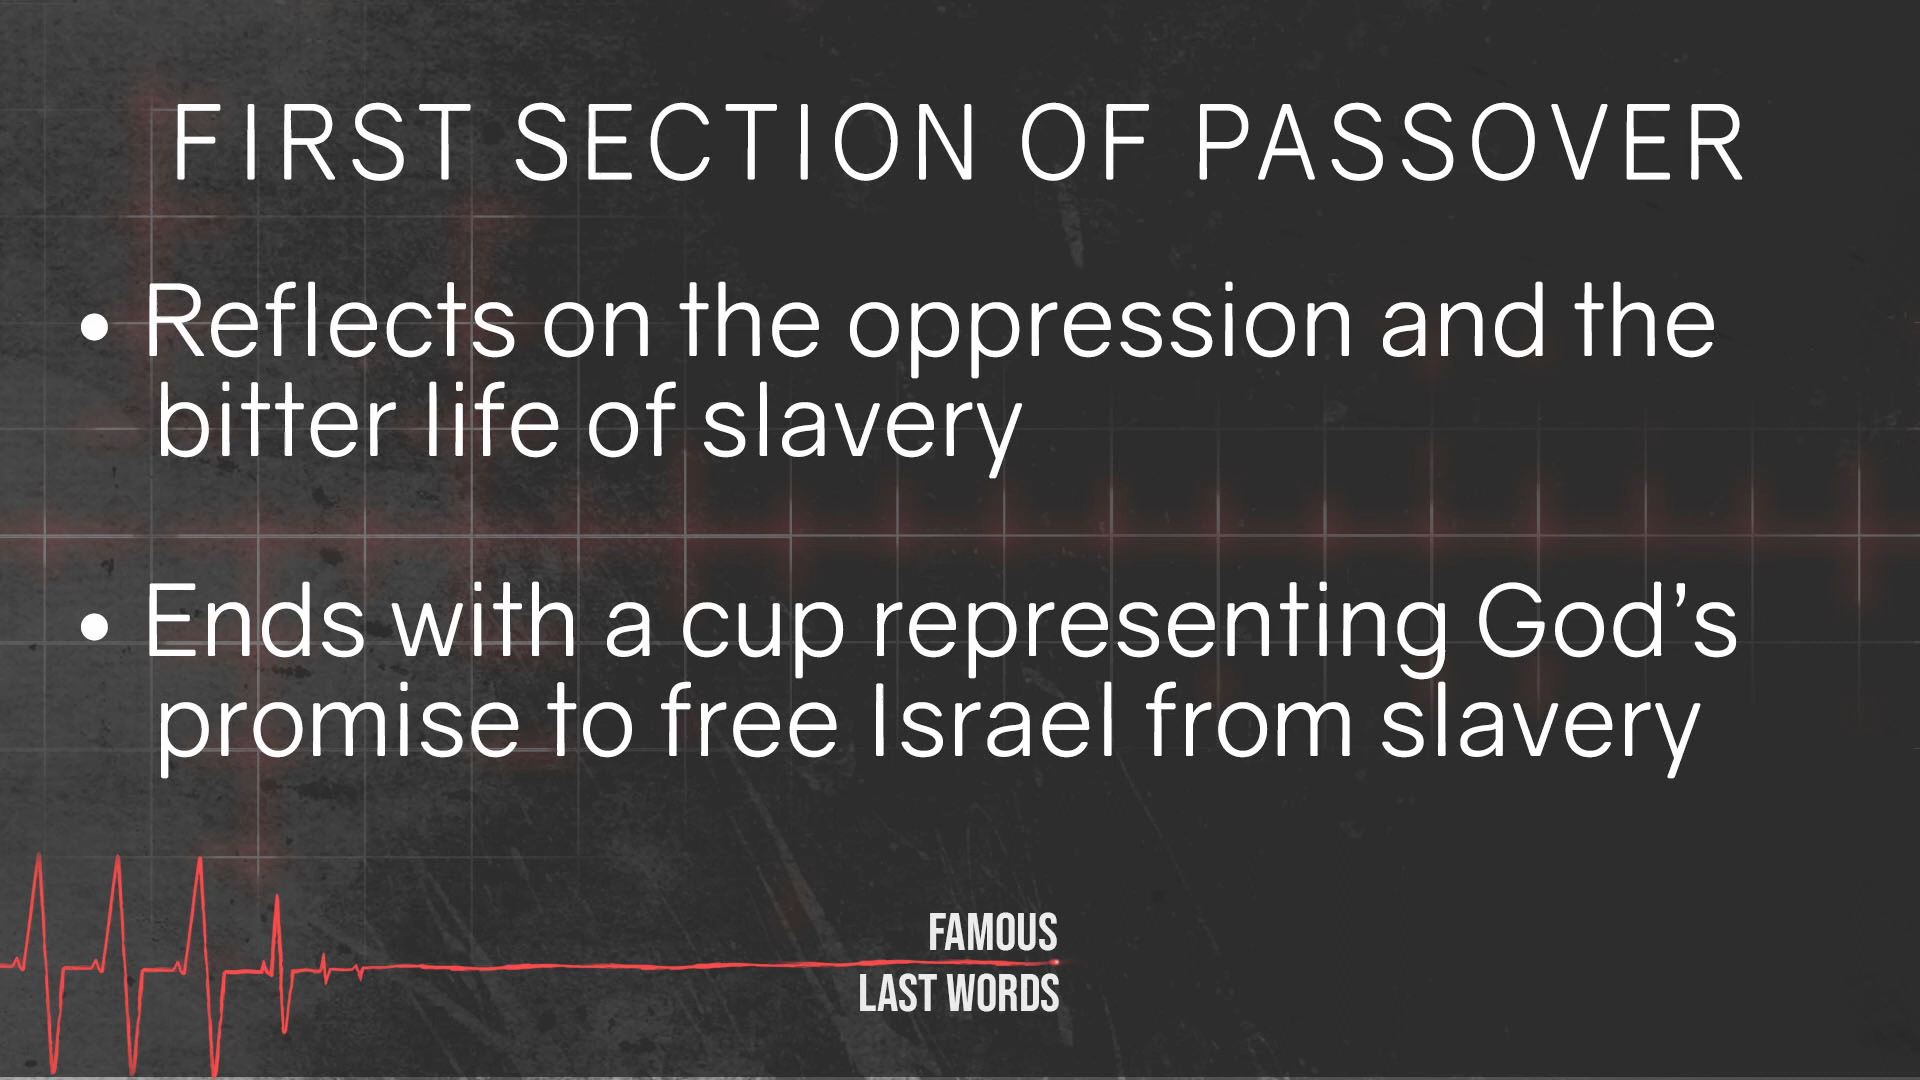 FIRST SECTION OF PASSOVER
• Reflects on the oppression and the
bitter life of slavery
• Ends with a cup representing God’s
promise to free Israel from slavery
FAMOUS
LAST WORDS